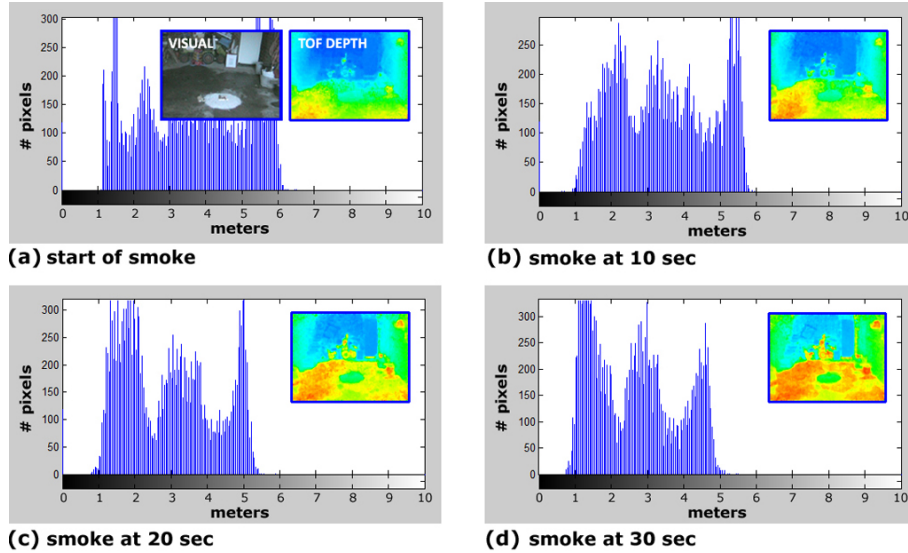 300
250
200
150
100
50
0
# pixels
VISUAL
TOF DEPTH
0 1 2 3 4 5 6 7 8 9 10
meters
(a) start of smoke
300
250
200
150
100
50
0
# pixels
0 1 2 3 4 5 6 7 8 9 10
meters
(b) smoke at 10 sec
300
250
200
150
100
50
0
# pixels
0 1 2 3 4 5 6 7 8 9 10
meters
(c) smoke at 20 sec
300
250
200
150
100
50
0
# pixels
0 1 2 3 4 5 6 7 8 9 10
meters
(d) smoke at 30 sec